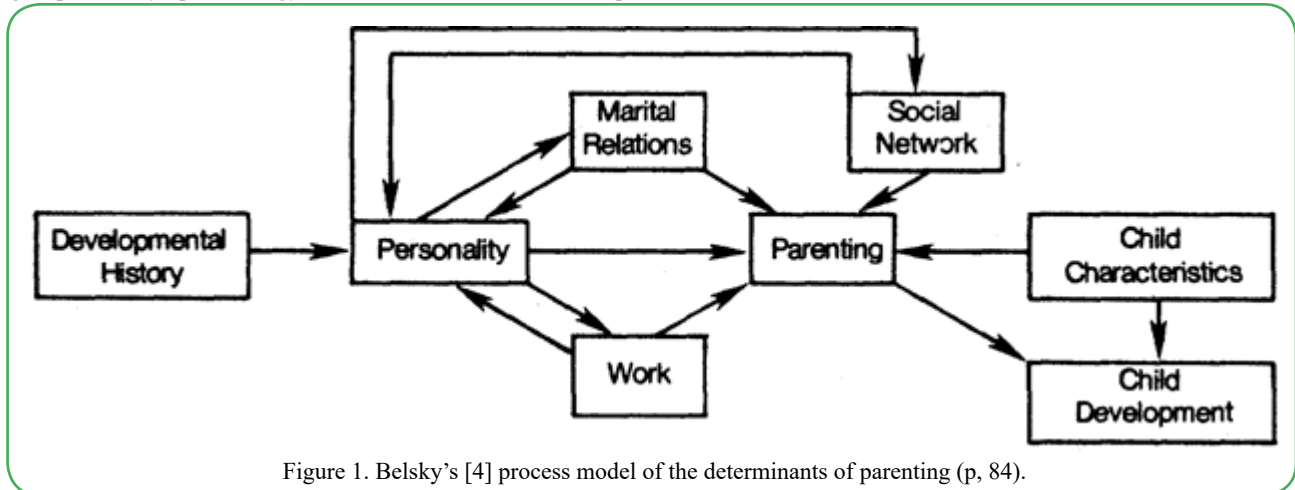 Marital
Relations
Social
Network
Developmental
History
Personality
Parenting
Child
Characteristics
Work
Child
Development
Figure 1. Belsky's [4] process model of the determinants of parenting (p, 84).